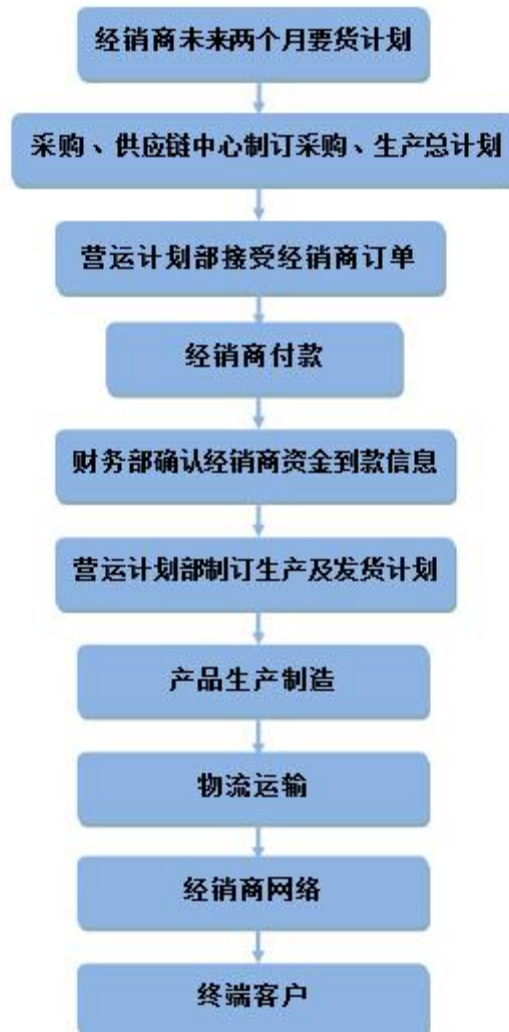 经销商未来两个月要货计划
采购、供应链中心制订采购、生产总计划
营运计划部接受经销商订单
经销商付款
财务部确认经销商资金到款信息
营运计划部制订生产及发货计划
产品生产制造
物流运输
经销商网络
终端客户